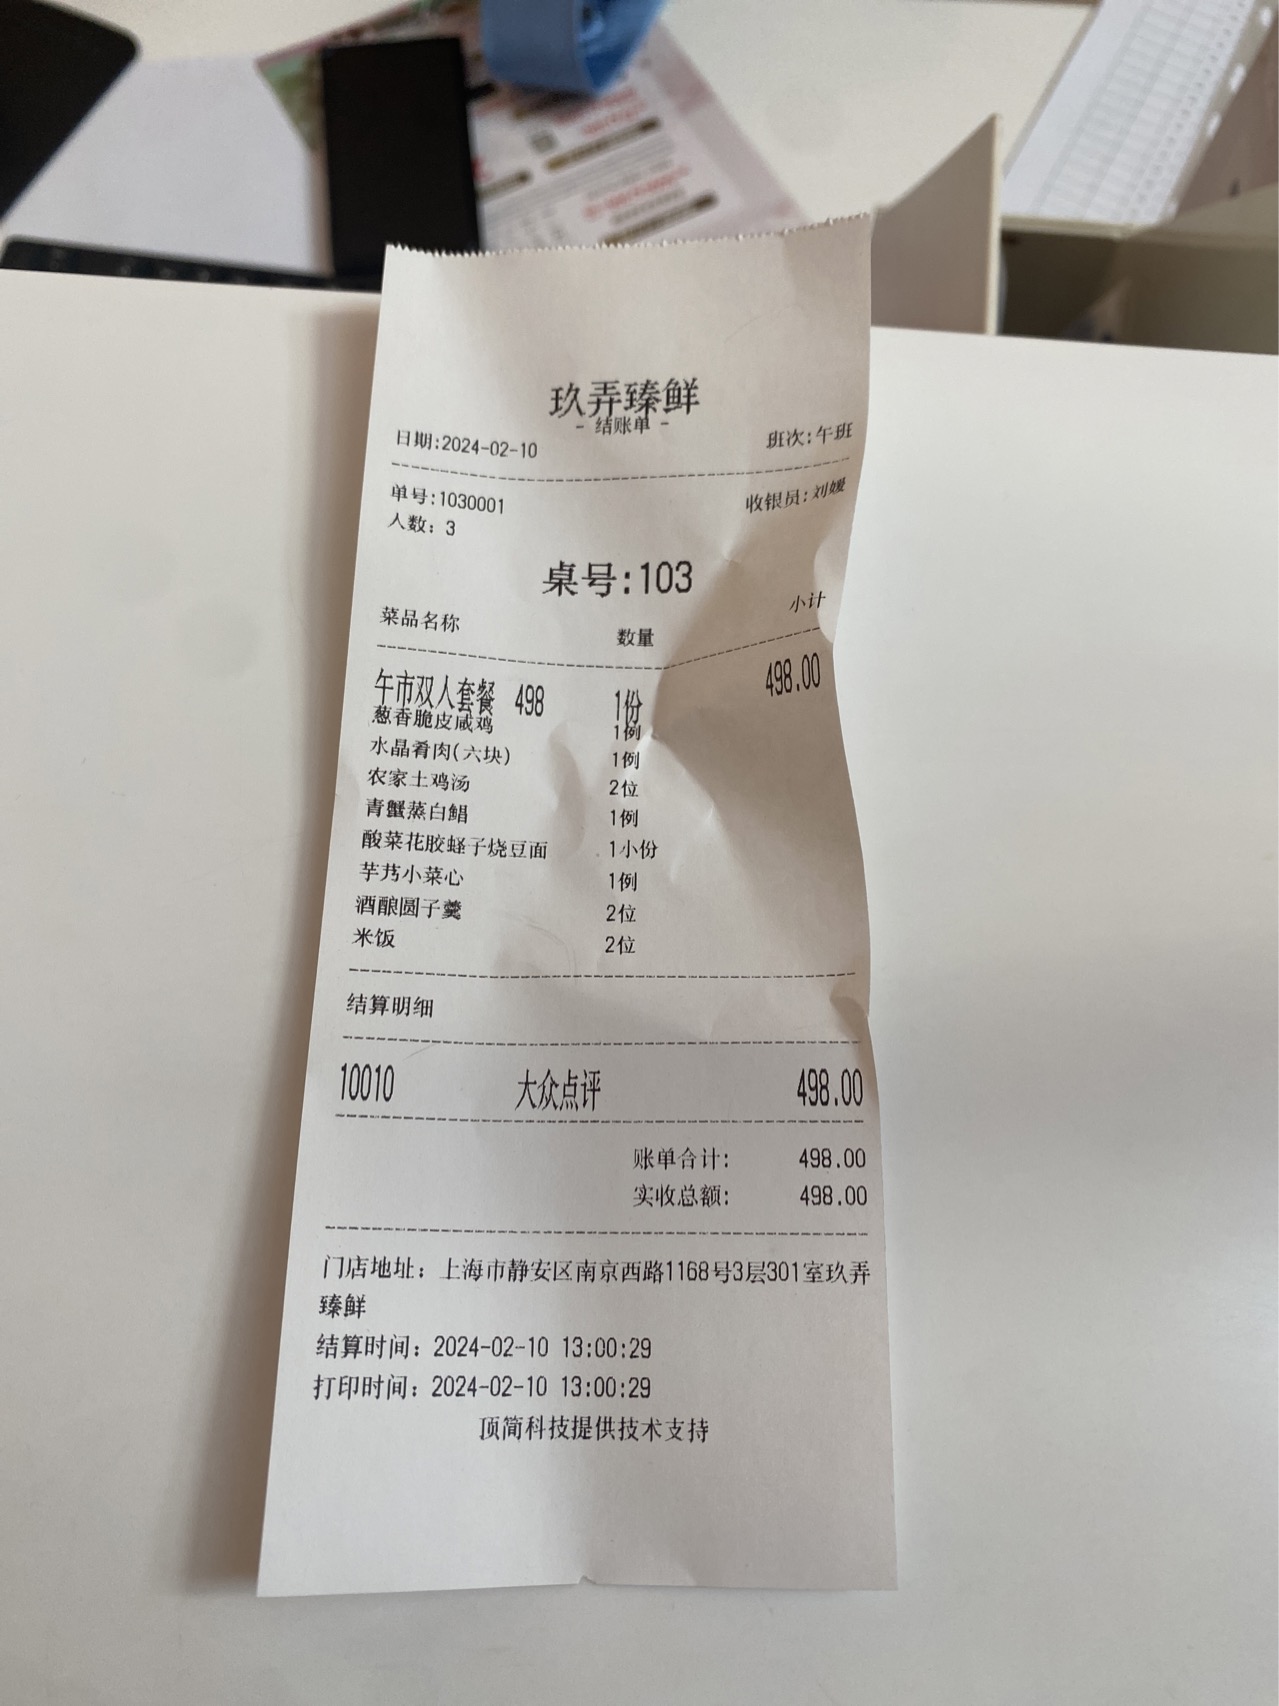 玖弄臻鲜
- 结账单 -
日期:2024-02-10 班次:午班
单号:1030001 收银员:刘媛
人数: 3
桌号:103
菜品名称 数量 小计
午市双人套餐 498 1份 498.00
葱香脆皮咸鸡 1例
水晶肴肉(六块) 1例
农家土鸡汤 2位
青蟹蒸白鲳 1例
酸菜花胶蛏子烧豆面 1小份
芋艿小菜心 1例
酒酿圆子羹 2位
米饭 2位
结算明细
10010 大众点评 498.00
账单合计: 498.00
实收总额: 498.00
门店地址: 上海市静安区南京西路1168号3层301室玖弄
臻鲜
结算时间: 2024-02-10 13:00:29
打印时间: 2024-02-10 13:00:29
顶简科技提供技术支持